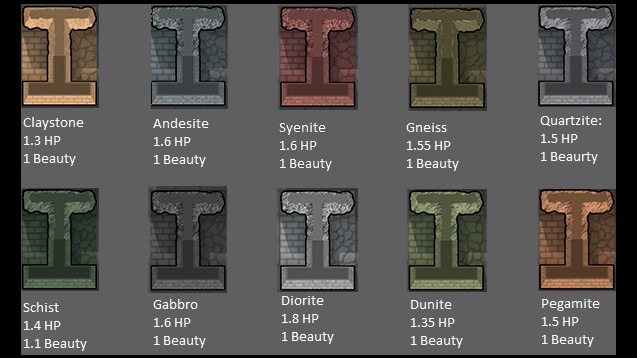 Claystone
1.3 HP
1 Beauty
Andesite
1.6 HP
1 Beauty
Syenite
1.6 HP
1 Beauty
Gneiss
1.55 HP
1 Beauty
Quartzite:
1.5 HP
1 Beaurty
Schist
1.4 HP
1.1 Beauty
Gabbro
1.6 HP
1 Beauty
Diorite
1.8 HP
1 Beauty
Dunite
1.35 HP
1 Beauty
Pegamite
1.5 HP
1 Beauty